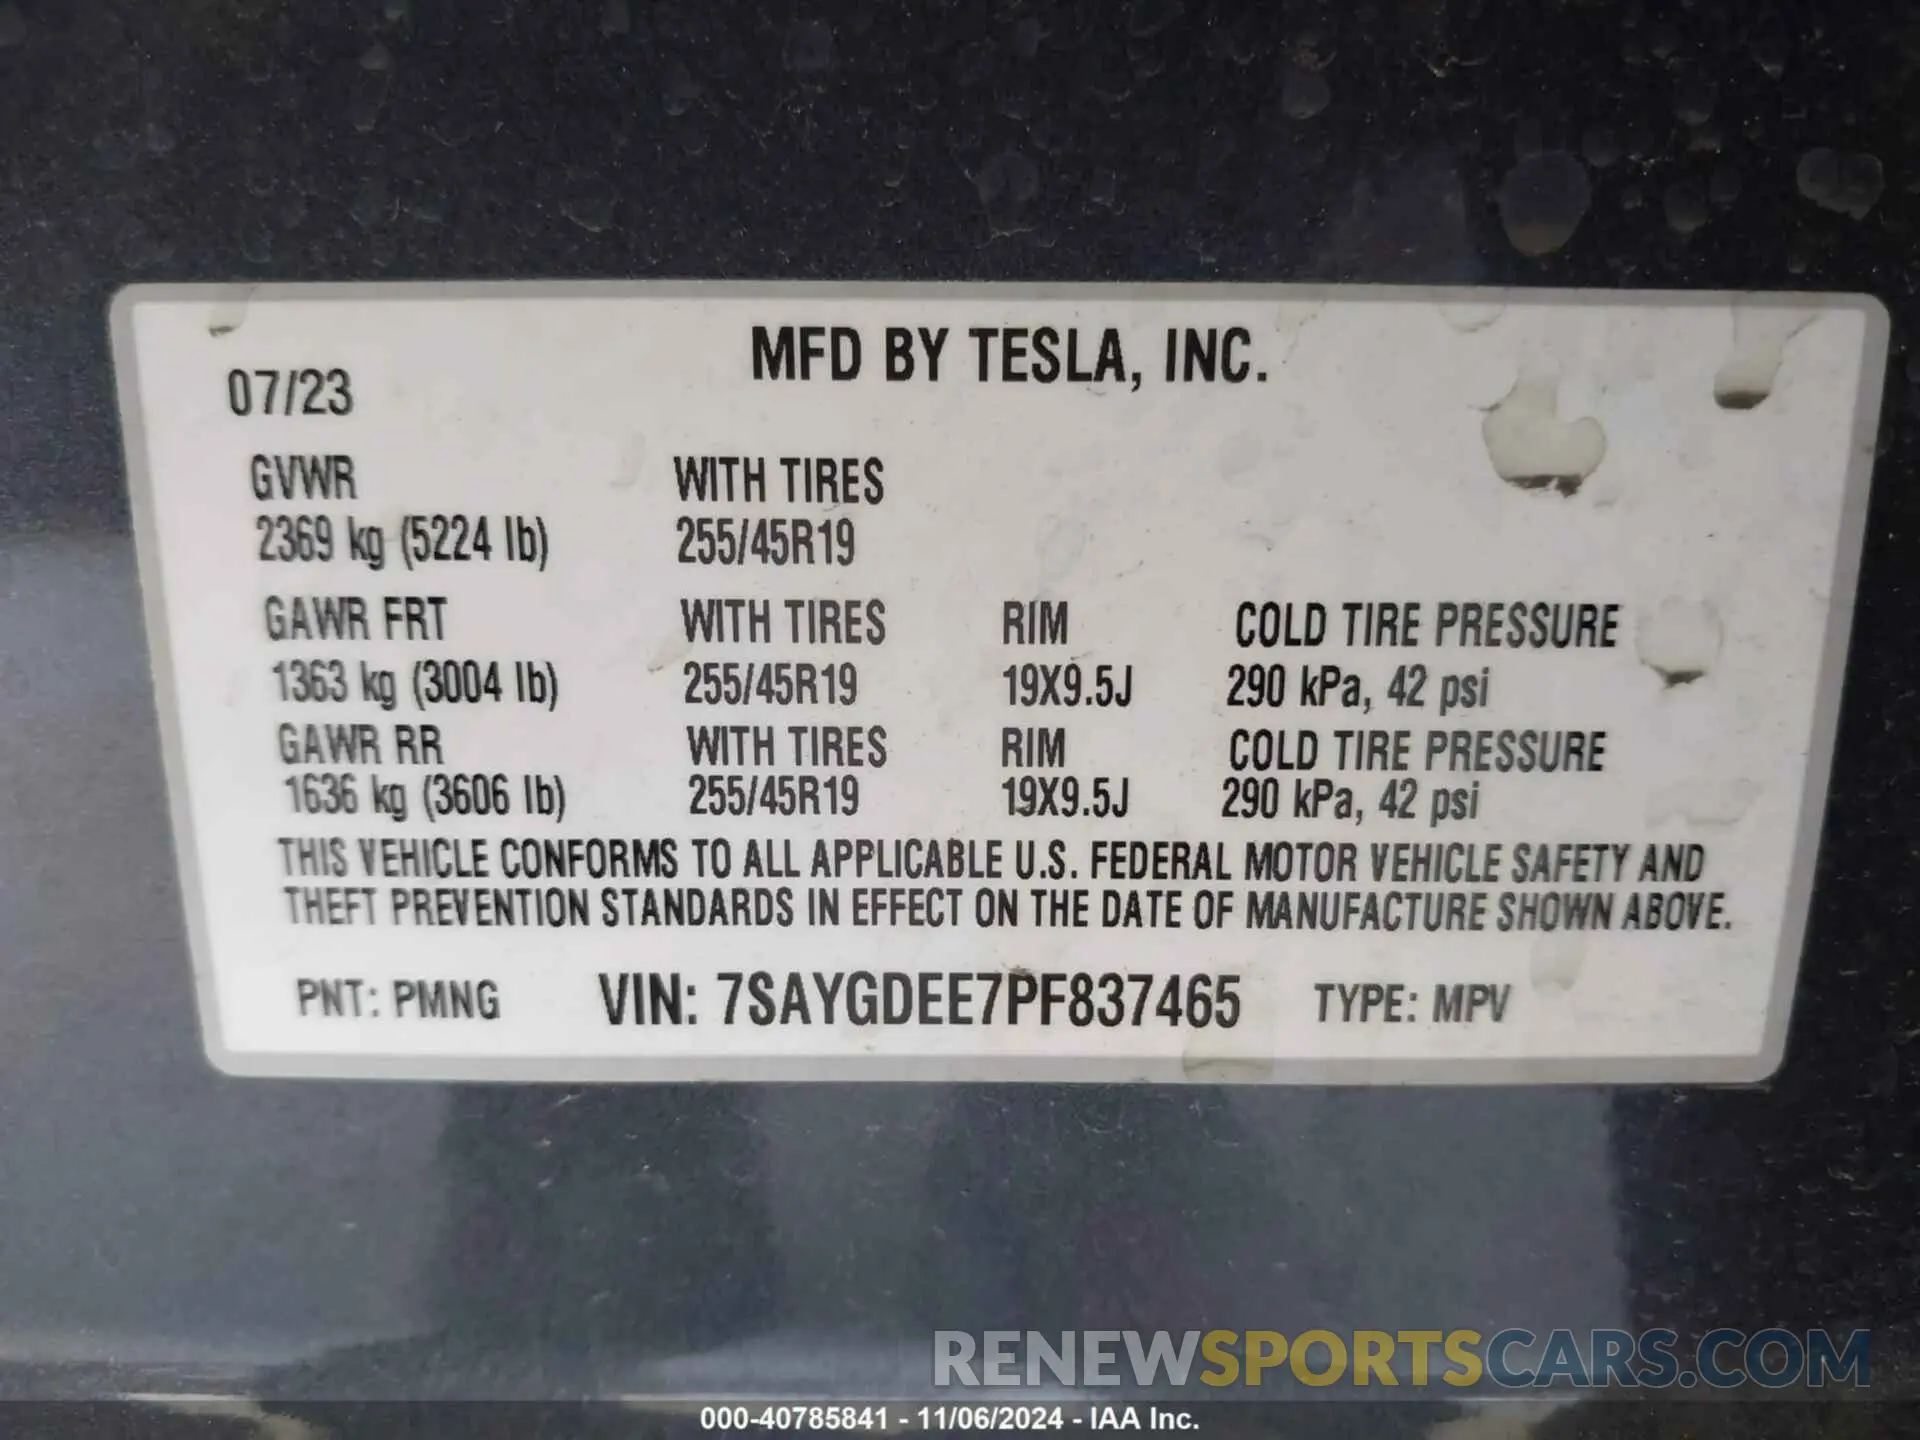 MFD BY TESLA, INC.
07/23
GVWR WITH TIRES
2369 kg (5224 lb) 255/45R19
GAWR FRT WITH TIRES RIM COLD TIRE PRESSURE
1363 kg (3004 lb) 255/45R19 19X9.5J 290 kPa, 42 psi
GAWR RR WITH TIRES RIM COLD TIRE PRESSURE
1636 kg (3606 lb) 255/45R19 19X9.5J 290 kPa, 42 psi
THIS VEHICLE CONFORMS TO ALL APPLICABLE U.S. FEDERAL MOTOR VEHICLE SAFETY AND
THEFT PREVENTION STANDARDS IN EFFECT ON THE DATE OF MANUFACTURE SHOWN ABOVE.
PNT: PMNG VIN: 7SAYGDEE7PF837465 TYPE: MPV
RENEWSPORTSCARS.COM
000-40785841 - 11/06/2024 - IAA Inc.